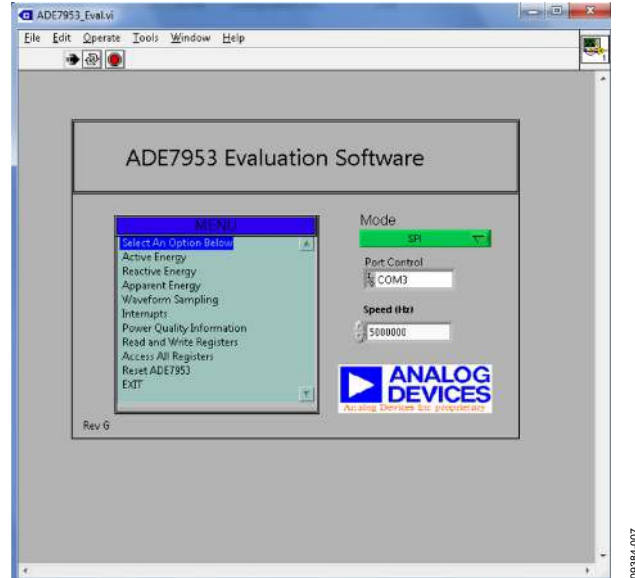 ADE7953_Eval.vi
File Edit Operate Tools Window Help
1
ADE7953 Evaluation Software
MENU
Select An Option Below
Active Energy
Reactive Energy
Apparent Energy
Waveform Sampling
Interrupts
Power Quality Information
Read and Write Registers
Access All Registers
Reset ADE7953
EXIT
Mode
SPI
Port Control
COM3
Speed (Hz)
5000000
ANALOG
DEVICES
Analog Devices Inc proprietary
Rev G
09384-007